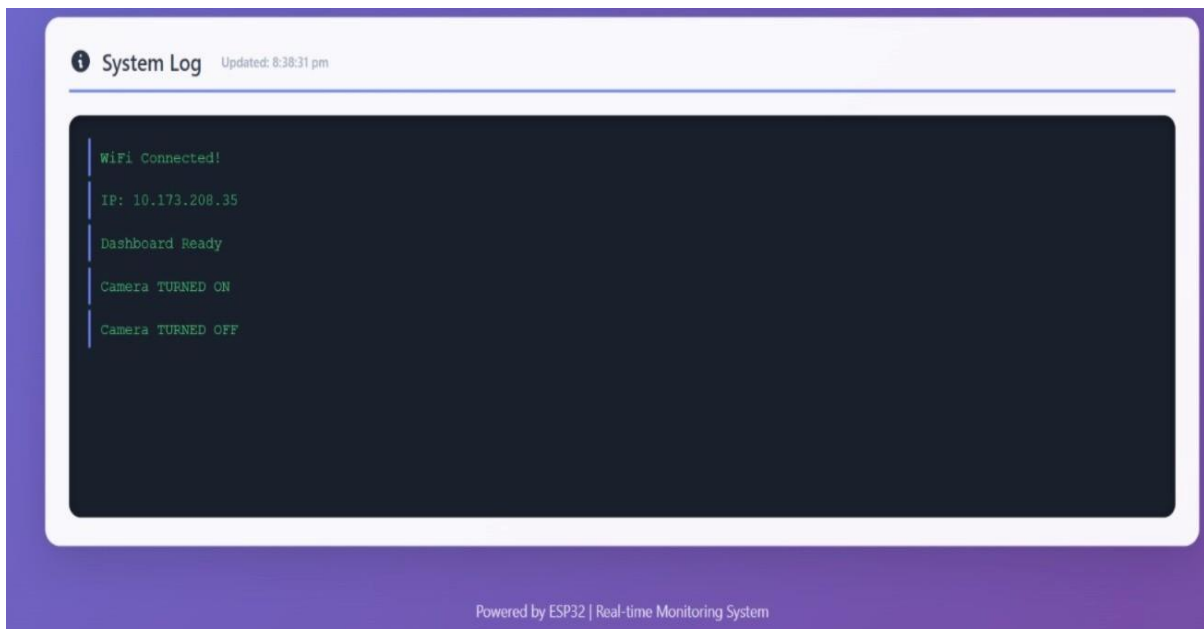 System Log Updated: 8:38:31 pm
WiFi Connected!
IP: 10.173.208.35
Dashboard Ready
Camera TURNED ON
Camera TURNED OFF
Powered by ESP32 | Real-time Monitoring System